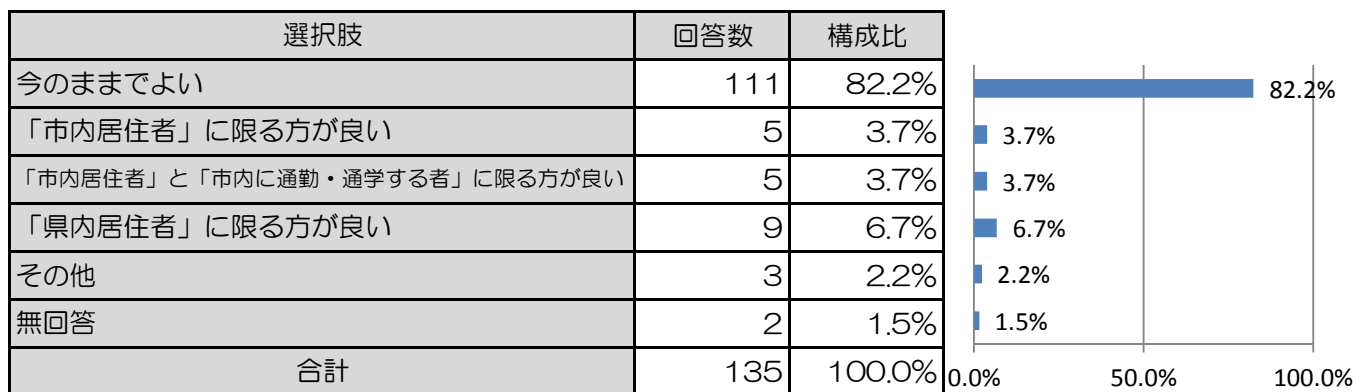 選択肢 回答数 構成比
今のままでよい 111 82.2%
「市内居住者」に限る方が良い 5 3.7%
「市内居住者」と「市内に通勤・通学する者」に限る方が良い 5 3.7%
「県内居住者」に限る方が良い 9 6.7%
その他 3 2.2%
無回答 2 1.5%
合計 135 100.0%
82.2%
3.7%
3.7%
6.7%
2.2%
1.5%
0.0% 50.0% 100.0%